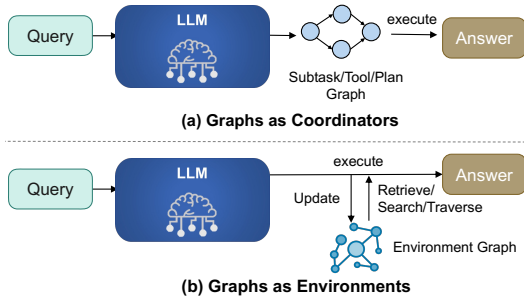 Query
LLM
execute
Answer
Subtask/Tool/Plan
Graph
(a) Graphs as Coordinators
Query
LLM
execute
Answer
Update
Retrieve/
Search/Traverse
Environment Graph
(b) Graphs as Environments